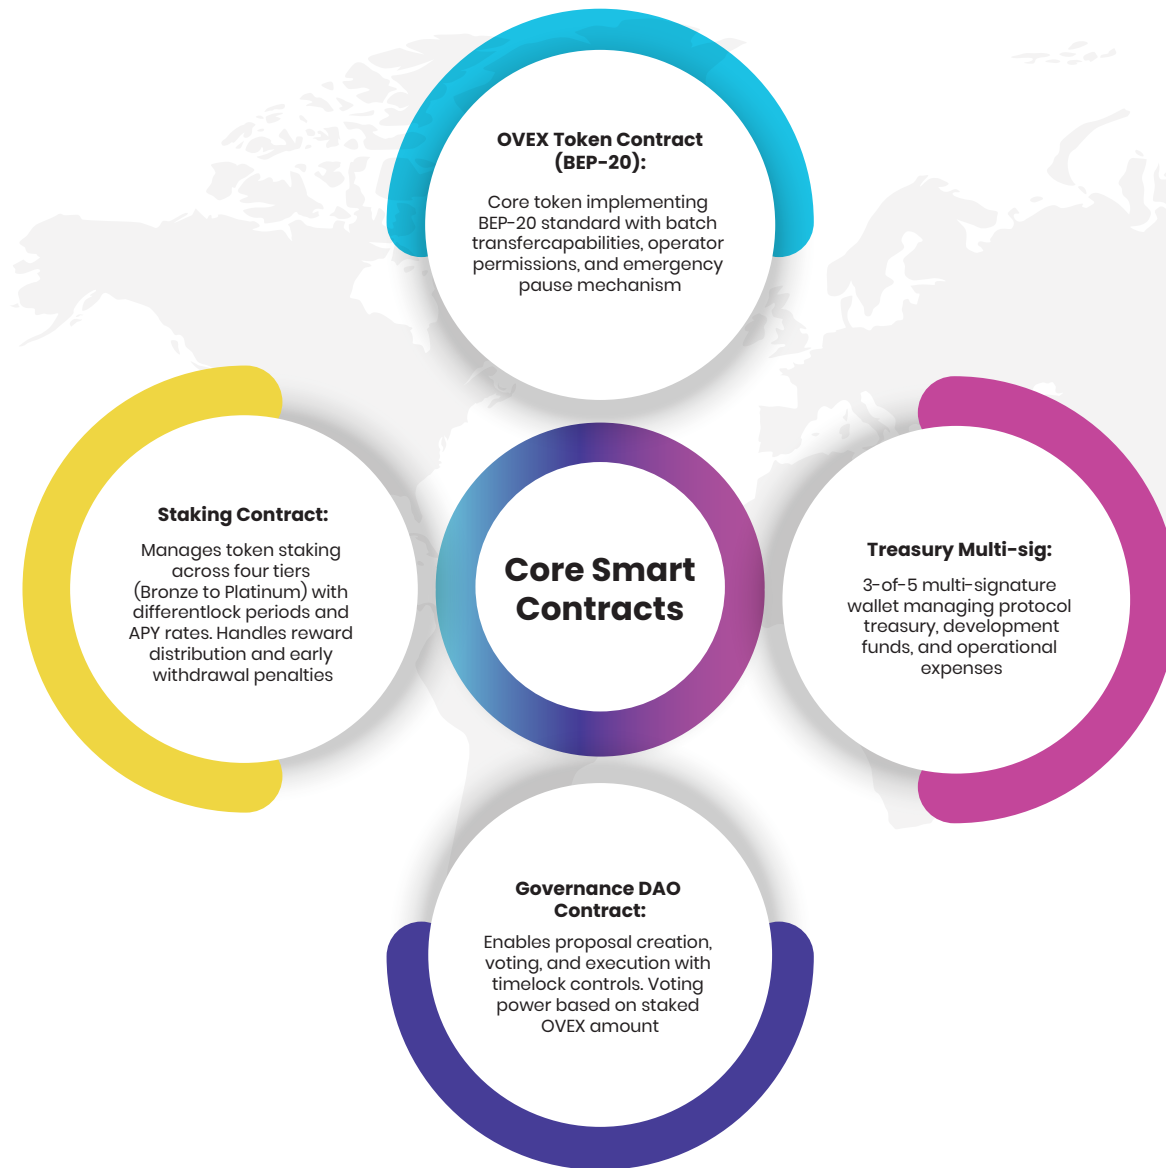 OVEX Token Contract
(BEP-20):
Core token implementing
BEP-20 standard with batch
transfercapabilities, operator
permissions, and emergency
pause mechanism
Staking Contract:
Manages token staking
across four tiers
(Bronze to Platinum) with
differentlock periods and
APY rates. Handles reward
distribution and early
withdrawal penalties
Core Smart
Contracts
Treasury Multi-sig:
3-of-5 multi-signature
wallet managing protocol
treasury, development
funds, and operational
expenses
Governance DAO
Contract:
Enables proposal creation,
voting, and execution with
timelock controls. Voting
power based on staked
OVEX amount